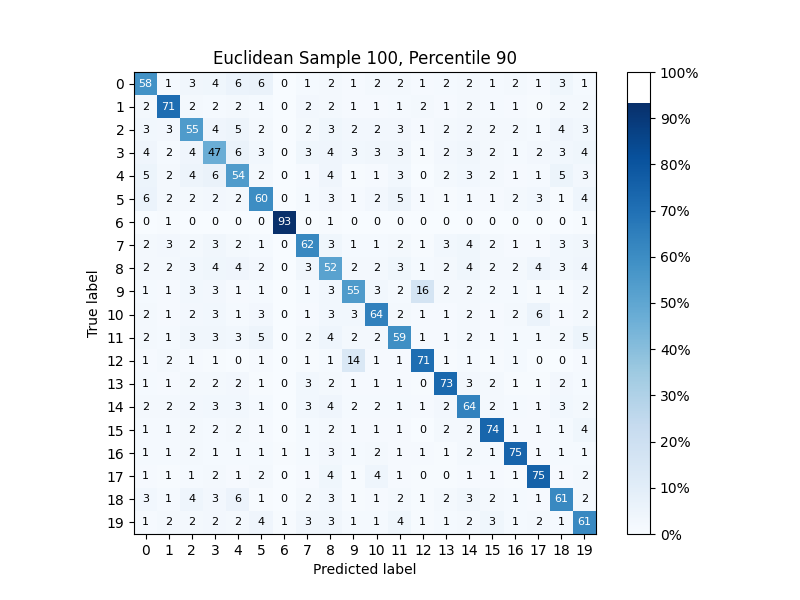 Euclidean Sample 100, Percentile 90
0 58 1 3 4 6 6 0 1 2 1 2 2 1 2 2 1 2 1 3 1
1 2 71 2 2 2 1 0 2 2 1 1 1 2 1 2 1 1 0 2 2
2 3 3 55 4 5 2 0 2 3 2 2 3 1 2 2 2 2 1 4 3
3 4 2 4 47 6 3 0 3 4 3 3 3 1 2 3 2 1 2 3 4
4 5 2 4 6 54 2 0 1 4 1 1 3 0 2 3 2 1 1 5 3
5 6 2 2 2 2 60 0 1 3 1 2 5 1 1 1 1 2 3 1 4
6 0 1 0 0 0 0 93 0 1 0 0 0 0 0 0 0 0 0 0 1
7 2 3 2 3 2 1 0 62 3 1 1 2 1 3 4 2 1 1 3 3
8 2 2 3 4 4 2 0 3 52 2 2 3 1 2 4 2 2 4 3 4
9 1 1 3 3 1 1 0 1 3 55 3 2 16 2 2 2 1 1 1 2
10 2 1 2 3 1 3 0 1 3 3 64 2 1 1 2 1 2 6 1 2
11 2 1 3 3 3 5 0 2 4 2 2 59 1 1 2 1 1 1 2 5
12 1 2 1 1 0 1 0 1 1 14 1 1 71 1 1 1 1 0 0 1
13 1 1 2 2 2 1 0 3 2 1 1 1 0 73 3 2 1 1 2 1
14 2 2 2 3 3 1 0 3 4 2 2 1 1 2 64 2 1 1 3 2
15 1 1 2 2 2 1 0 1 2 1 1 1 0 2 2 74 1 1 1 4
16 1 1 2 1 1 1 1 1 3 1 2 1 1 1 2 1 75 1 1 1
17 1 1 1 2 1 2 0 1 4 1 4 1 0 0 1 1 1 75 1 2
18 3 1 4 3 6 1 0 2 3 1 1 2 1 2 3 2 1 1 61 2
19 1 2 2 2 2 4 1 3 3 1 1 4 1 1 2 3 1 2 1 61
0 1 2 3 4 5 6 7 8 9 10 11 12 13 14 15 16 17 18 19
Predicted label
True label
100%
90%
80%
70%
60%
50%
40%
30%
20%
10%
0%